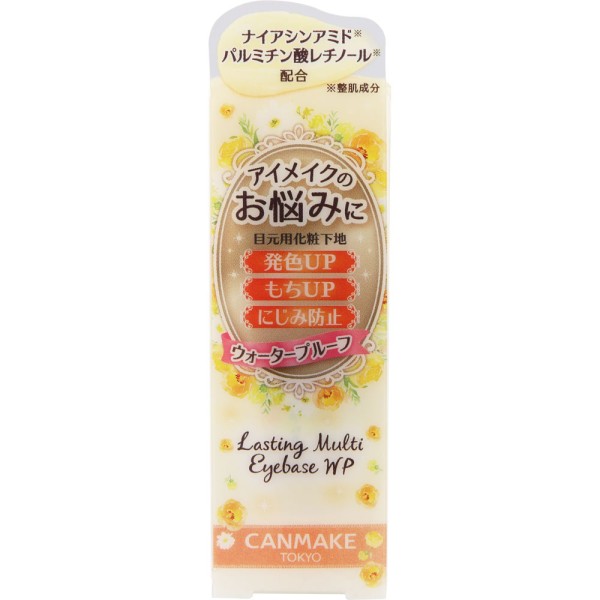 ナイアシンアミド※
パルミチン酸レチノール※
配合
※整肌成分
アイメイクの
お悩みに
目元用化粧下地
発色UP
もちUP
にじみ防止
ウォータープルーフ
Lasting Multi
Eyebase WP
CANMAKE
TOKYO